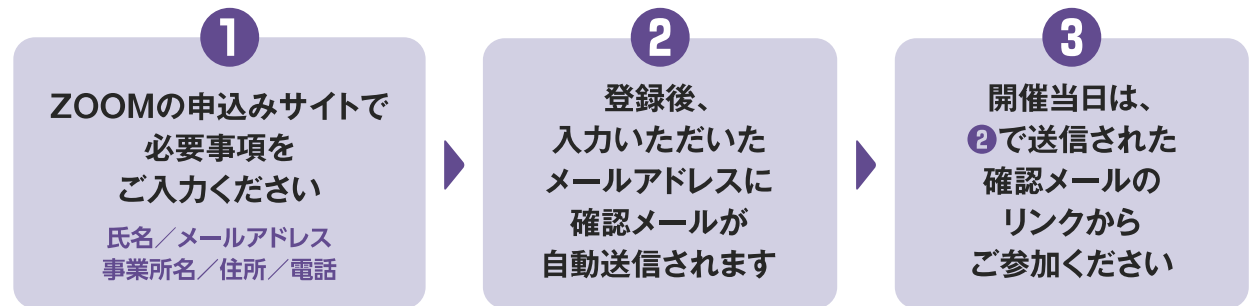 1
ZOOMの申込みサイトで
必要事項を
ご入力ください
氏名／メールアドレス
事業所名／住所／電話
2
登録後、
入力いただいた
メールアドレスに
確認メールが
自動送信されます
3
開催当日は、
❷で送信された
確認メールの
リンクから
ご参加ください